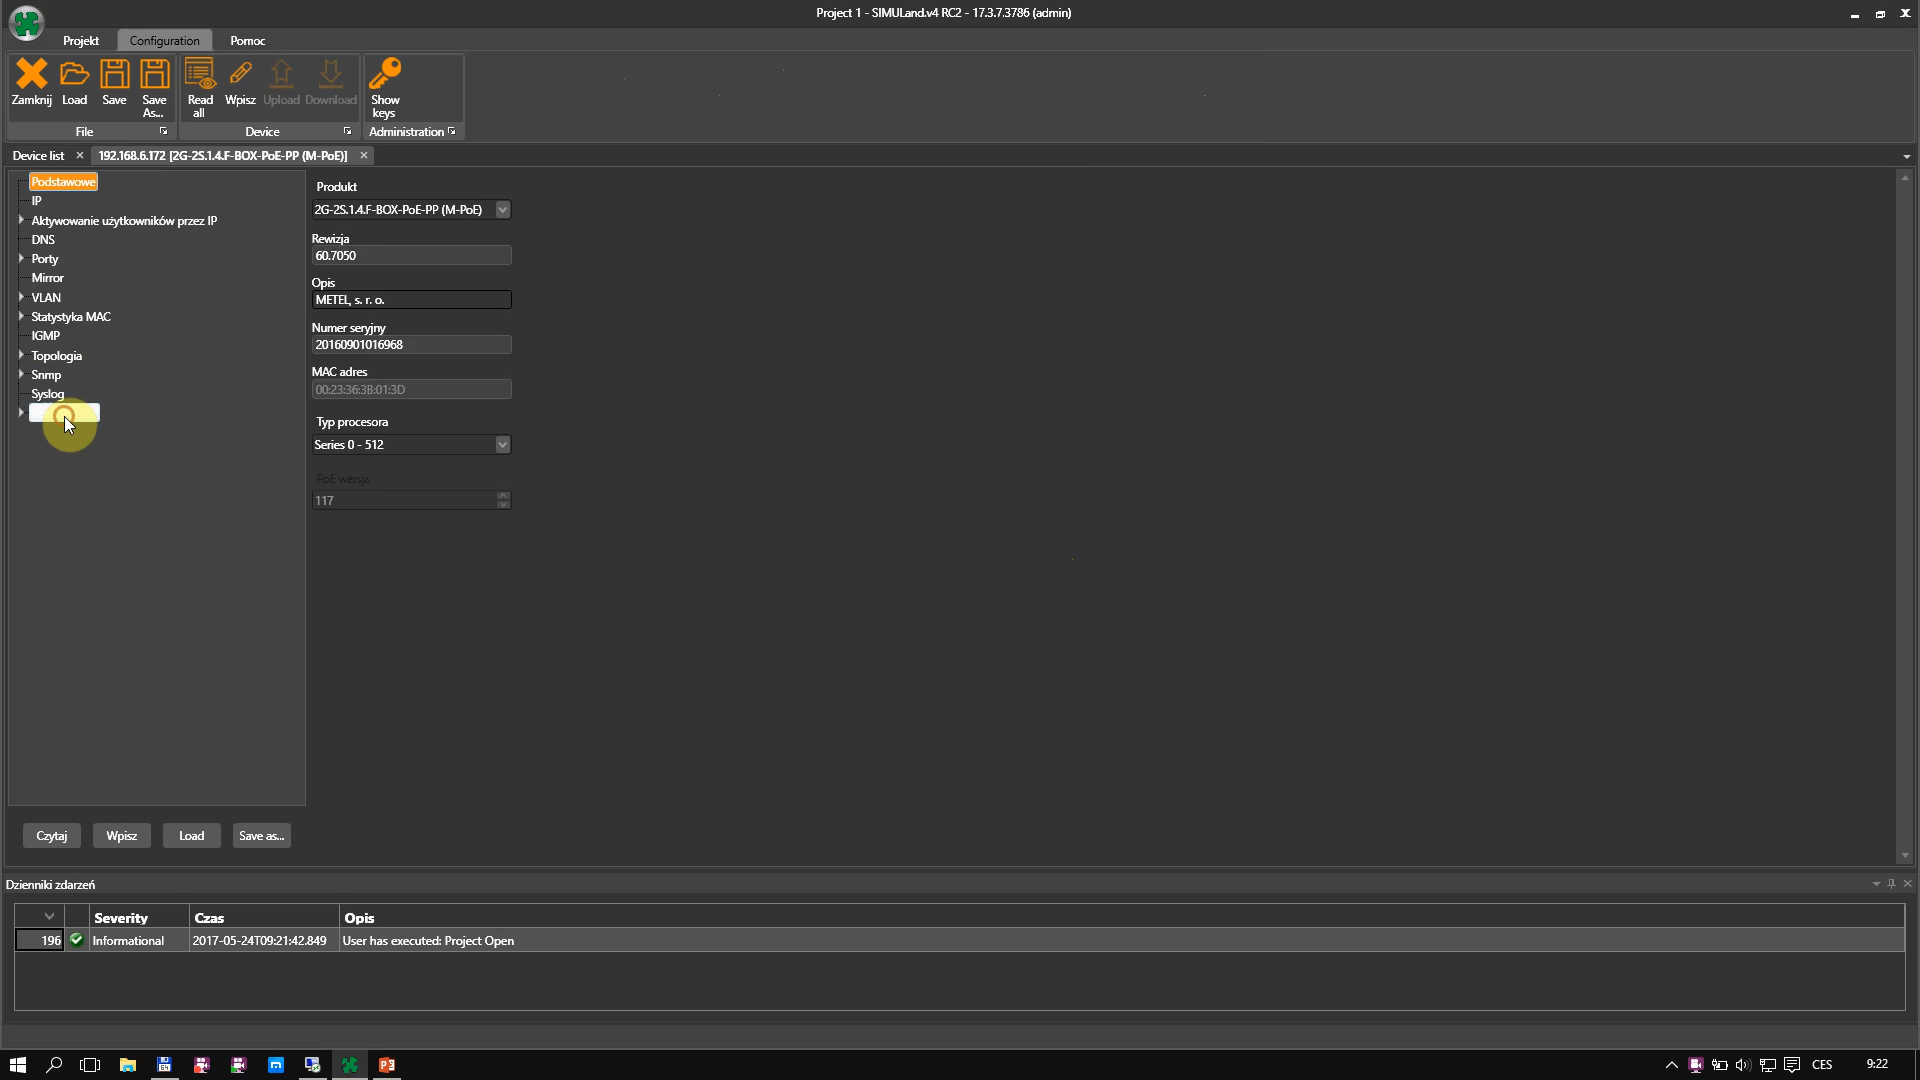 Project 1 - SIMULand.v4 RC2 - 17.3.7.3786 (admin)
Projekt Configuration Pomoc
Zamknij Load Save Save As... Read all Wpisz Upload Download Show keys
File Device Administration
Device list 192.168.6.172 [2G-2S.1.4.F-BOX-PoE-PP (M-PoE)]
Podstawowe
IP
Aktywowanie użytkowników przez IP
DNS
Porty
Mirror
VLAN
Statystyka MAC
IGMP
Topologia
Snmp
Syslog
Produkt
2G-2S.1.4.F-BOX-PoE-PP (M-PoE)
Rewizja
60.7050
Opis
METEL, s. r. o.
Numer seryjny
20160901016968
MAC adres
00:23:36:3B:01:3D
Typ procesora
Series 0 - 512
PoE wersja
117
Czytaj Wpisz Load Save as...
Dzienniki zdarzeń
Severity Czas Opis
196 Informational 2017-05-24T09:21:42.849 User has executed: Project Open
CES 9:22